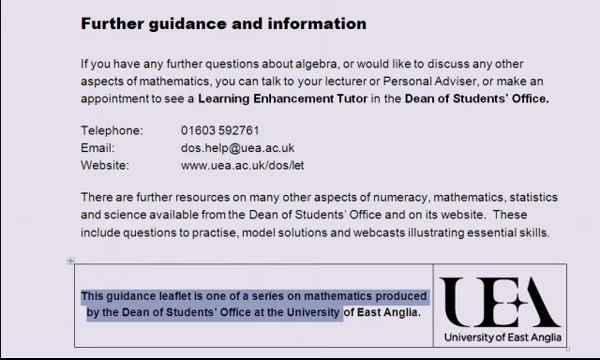 Further guidance and information
If you have any further questions about algebra, or would like to discuss any other
aspects of mathematics, you can talk to your lecturer or Personal Adviser, or make an
appointment to see a Learning Enhancement Tutor in the Dean of Students' Office.
Telephone: 01603 592761
Email: dos.help@uea.ac.uk
Website: www.uea.ac.uk/dos/let
There are further resources on many other aspects of numeracy, mathematics, statistics
and science available from the Dean of Students' Office and on its website. These
include questions to practise, model solutions and webcasts illustrating essential skills.
This guidance leaflet is one of a series on mathematics produced
by the Dean of Students' Office at the University of East Anglia.
UEA
University of East Anglia